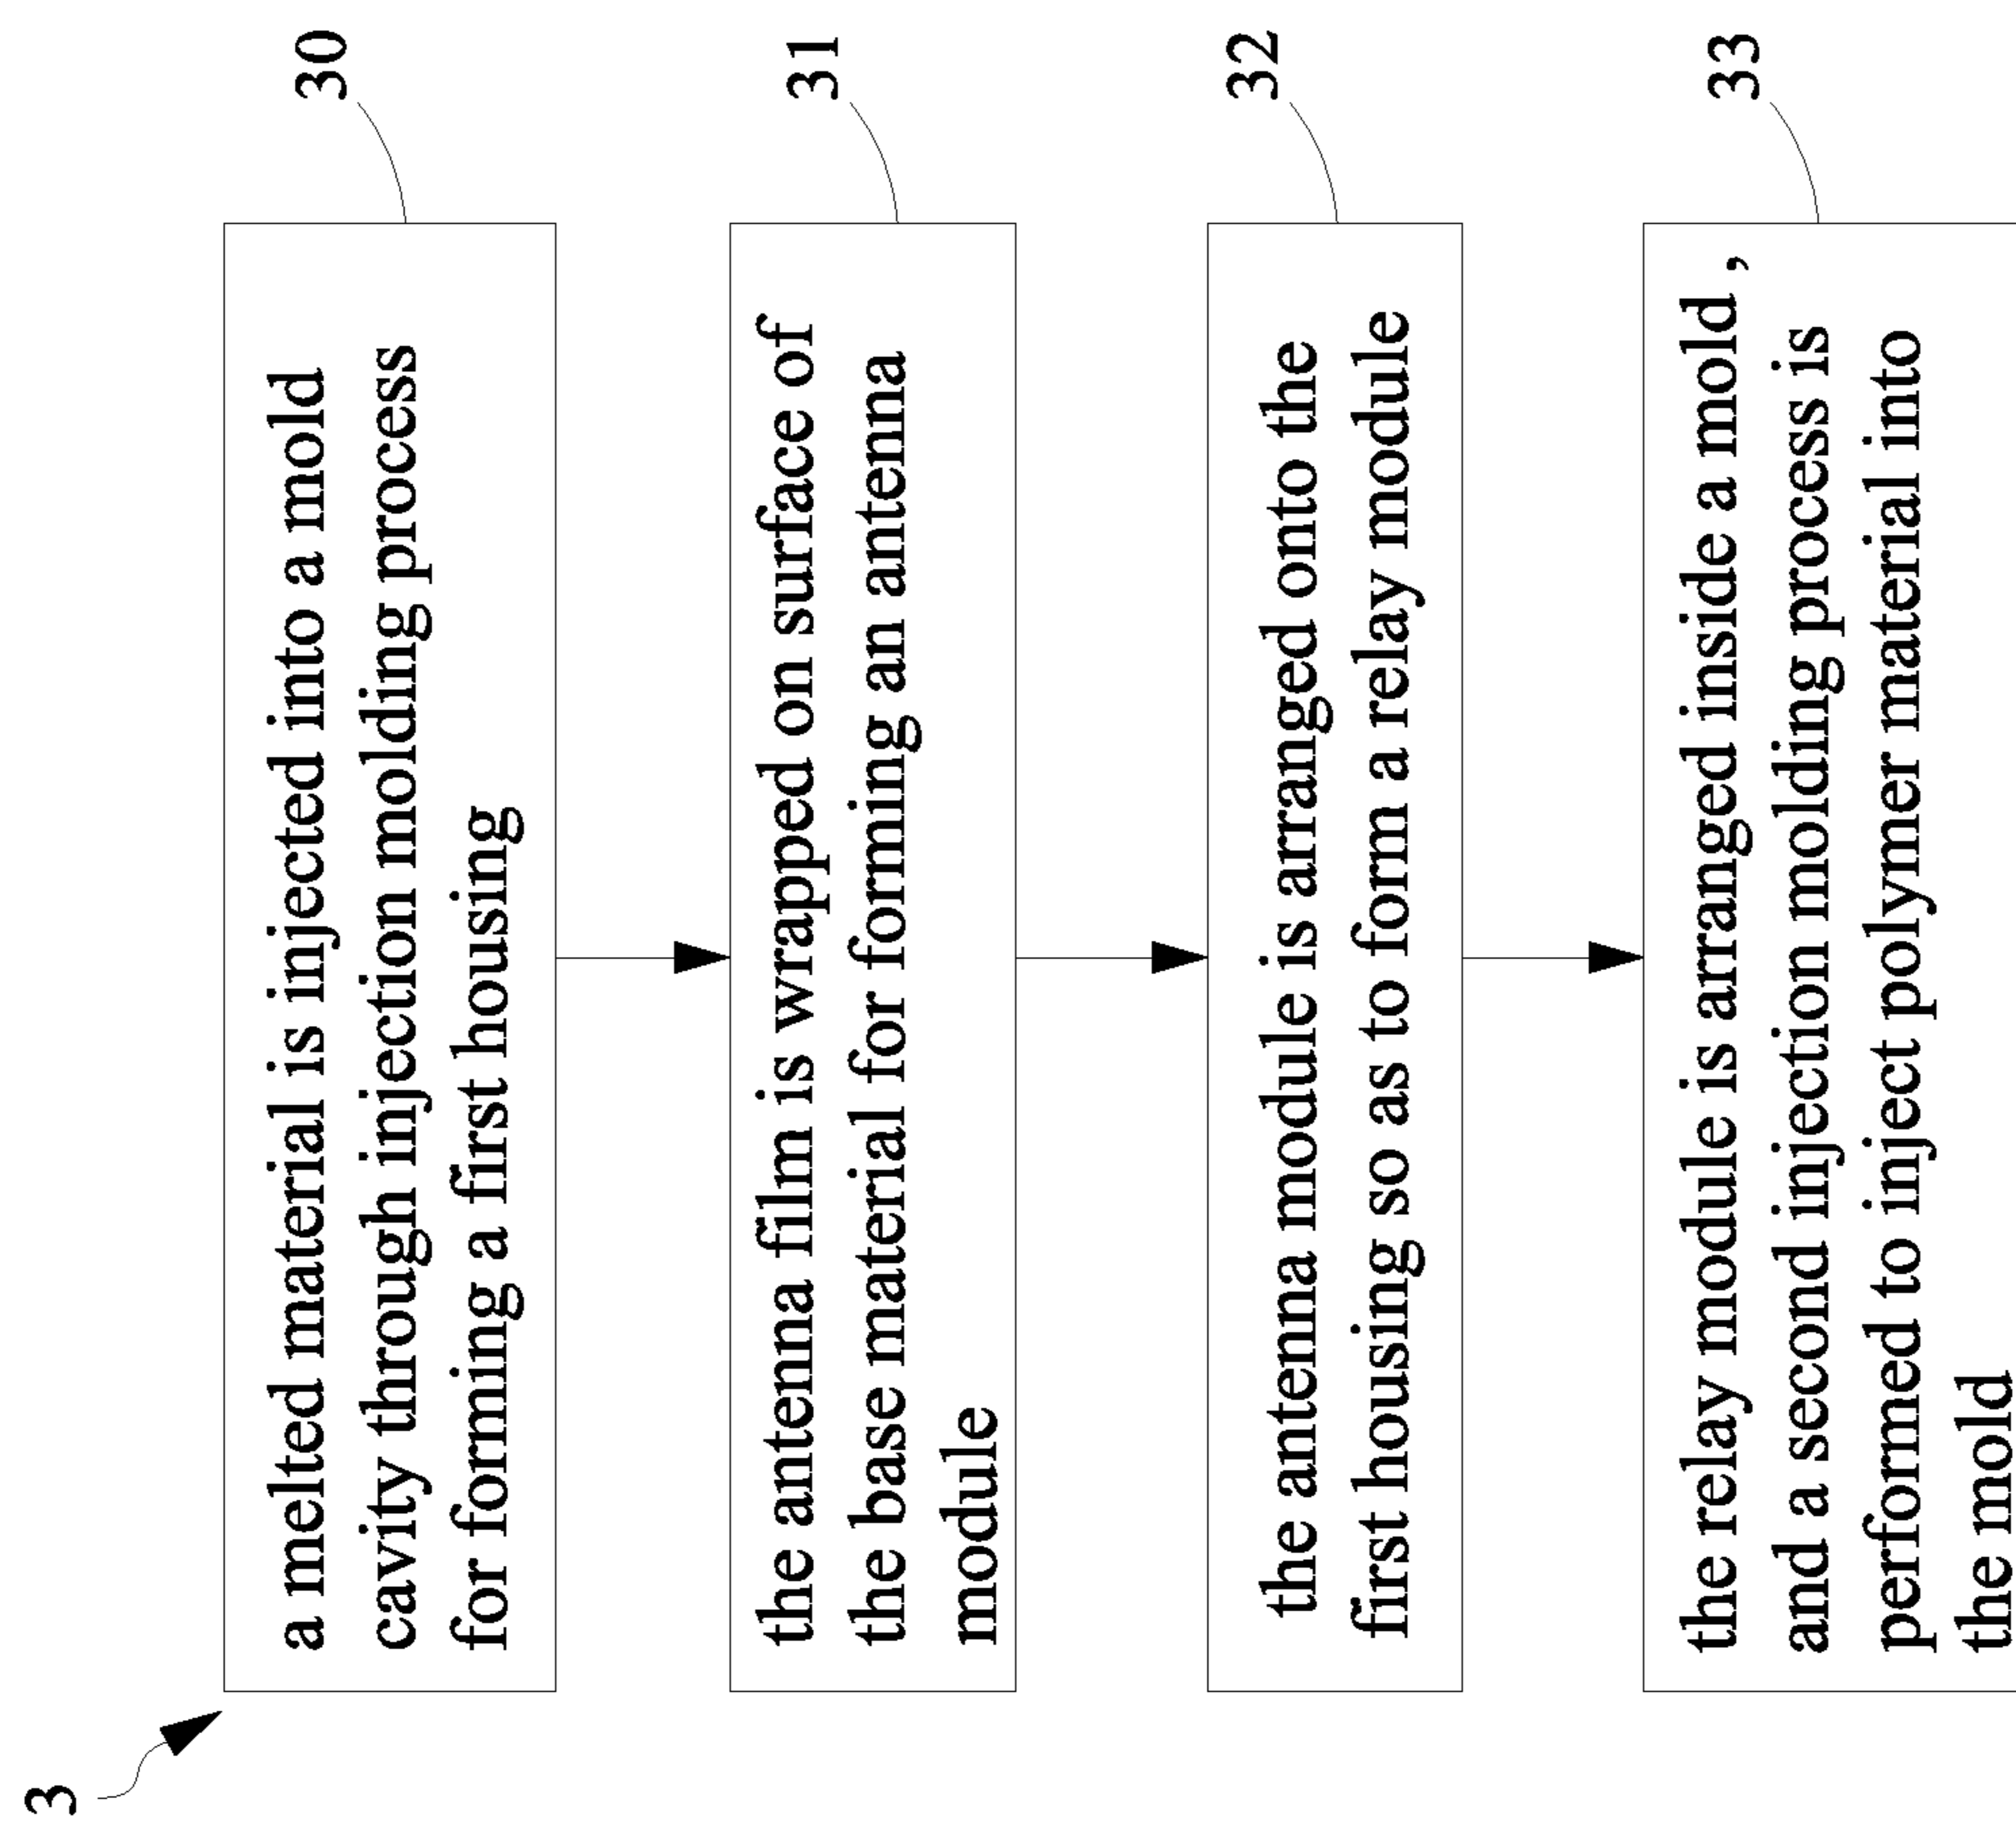 3
a melted material is injected into a mold
cavity through injection molding process
for forming a first housing
30
the antenna film is wrapped on surface of
the base material for forming an antenna
module
31
the antenna module is arranged onto the
first housing so as to form a relay module
32
the relay module is arranged inside a mold ,
and a second injection molding process is
performed to inject polymer material into
the mold
33